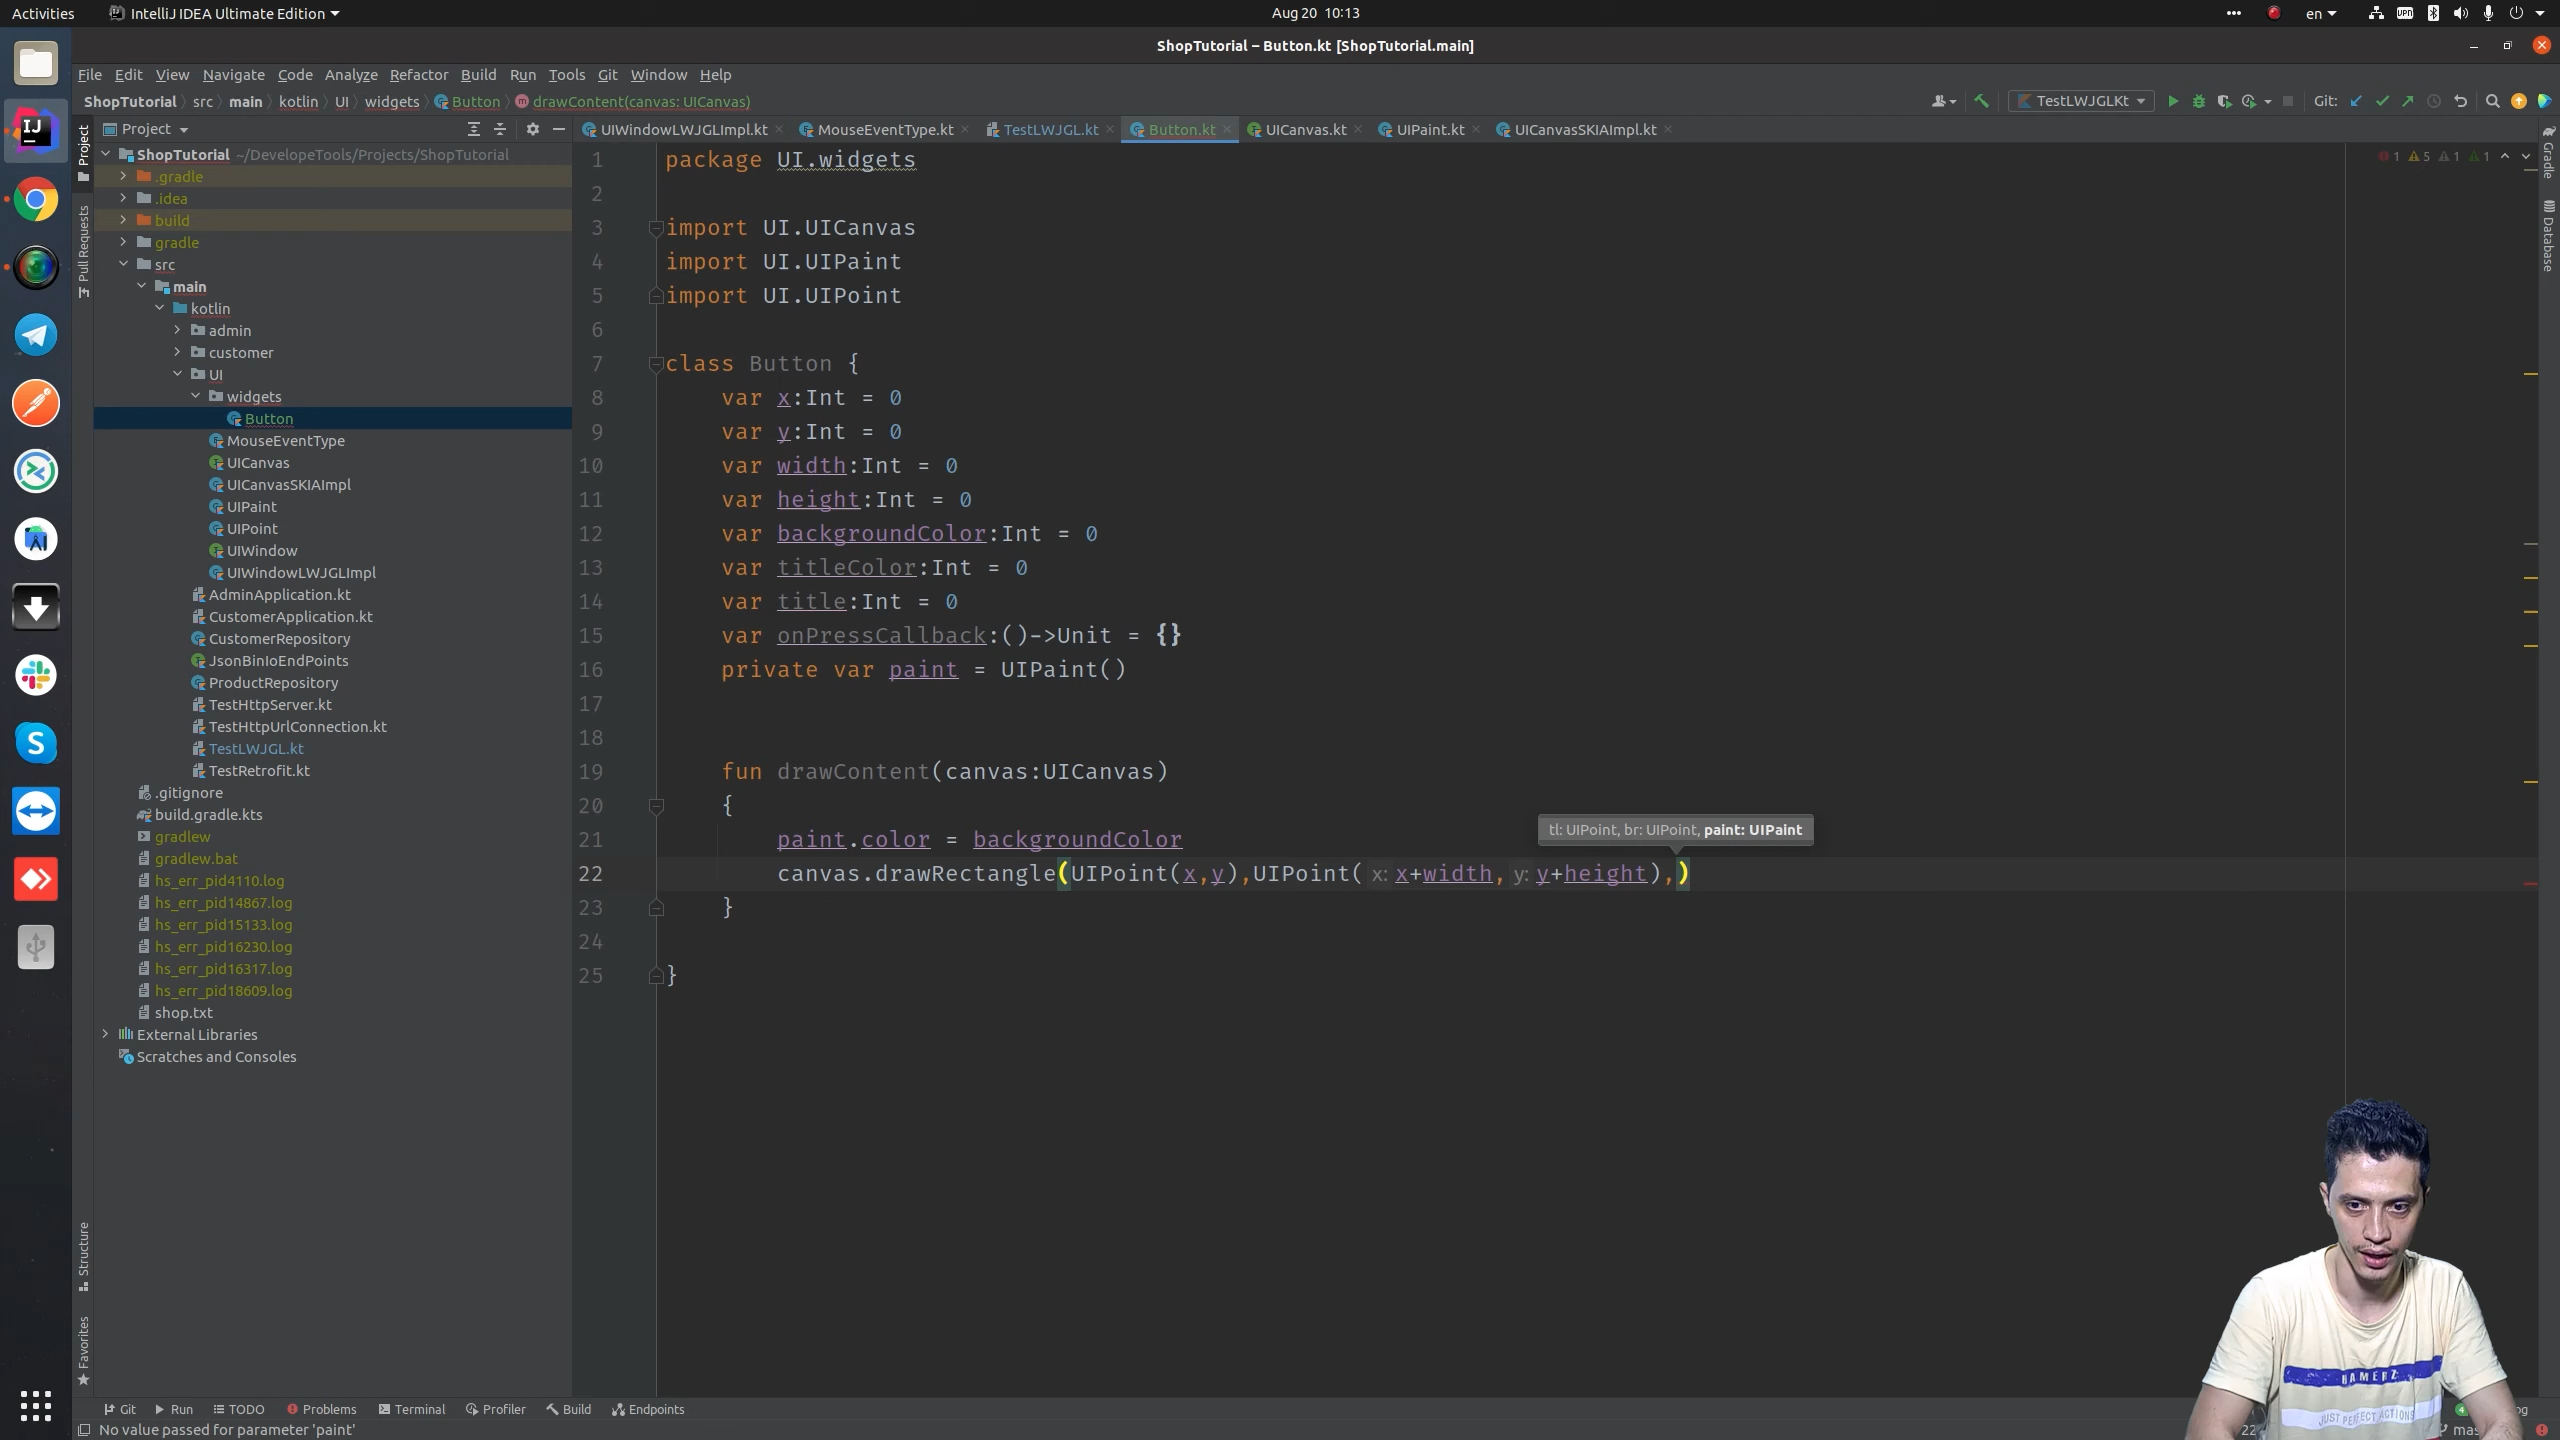 Activities
IntelliJ IDEA Ultimate Edition
Aug 20 10:13
en
ShopTutorial – Button.kt [ShopTutorial.main]
File Edit View Navigate Code Analyze Refactor Build Run Tools Git Window Help
ShopTutorial src main kotlin UI widgets Button drawContent(canvas: UICanvas)
TestLWJGLKt
Git:
Project
UIWindowLWJGLImpl.kt MouseEventType.kt TestLWJGL.kt Button.kt UICanvas.kt UIPaint.kt UICanvasSKIAImpl.kt
Project
Pull Requests
Structure
Favorites
ShopTutorial ~/DevelopeTools/Projects/ShopTutorial
.gradle
.idea
build
gradle
src
main
kotlin
admin
customer
UI
widgets
Button
MouseEventType
UICanvas
UICanvasSKIAImpl
UIPaint
UIPoint
UIWindow
UIWindowLWJGLImpl
AdminApplication.kt
CustomerApplication.kt
CustomerRepository
JsonBinIoEndPoints
ProductRepository
TestHttpServer.kt
TestHttpUrlConnection.kt
TestLWJGL.kt
TestRetrofit.kt
.gitignore
build.gradle.kts
gradlew
gradlew.bat
hs_err_pid4110.log
hs_err_pid14867.log
hs_err_pid15133.log
hs_err_pid16230.log
hs_err_pid16317.log
hs_err_pid18609.log
shop.txt
External Libraries
Scratches and Consoles
1 package UI.widgets
2
3 import UI.UICanvas
4 import UI.UIPaint
5 import UI.UIPoint
6
7 class Button {
8 var x:Int = 0
9 var y:Int = 0
10 var width:Int = 0
11 var height:Int = 0
12 var backgroundColor:Int = 0
13 var titleColor:Int = 0
14 var title:Int = 0
15 var onPressCallback:()->Unit = {}
16 private var paint = UIPaint()
17
18
19 fun drawContent(canvas:UICanvas)
20 {
tl: UIPoint, br: UIPoint, paint: UIPaint
21 paint.color = backgroundColor
22 canvas.drawRectangle(UIPoint(x,y),UIPoint( x: x+width, y: y+height),)
23 }
24
25 }
1 5 1 1
Gradle
Database
HAMERZ
JUST PERFECT ACTIONS
Git Run TODO Problems Terminal Profiler Build Endpoints
No value passed for parameter 'paint'